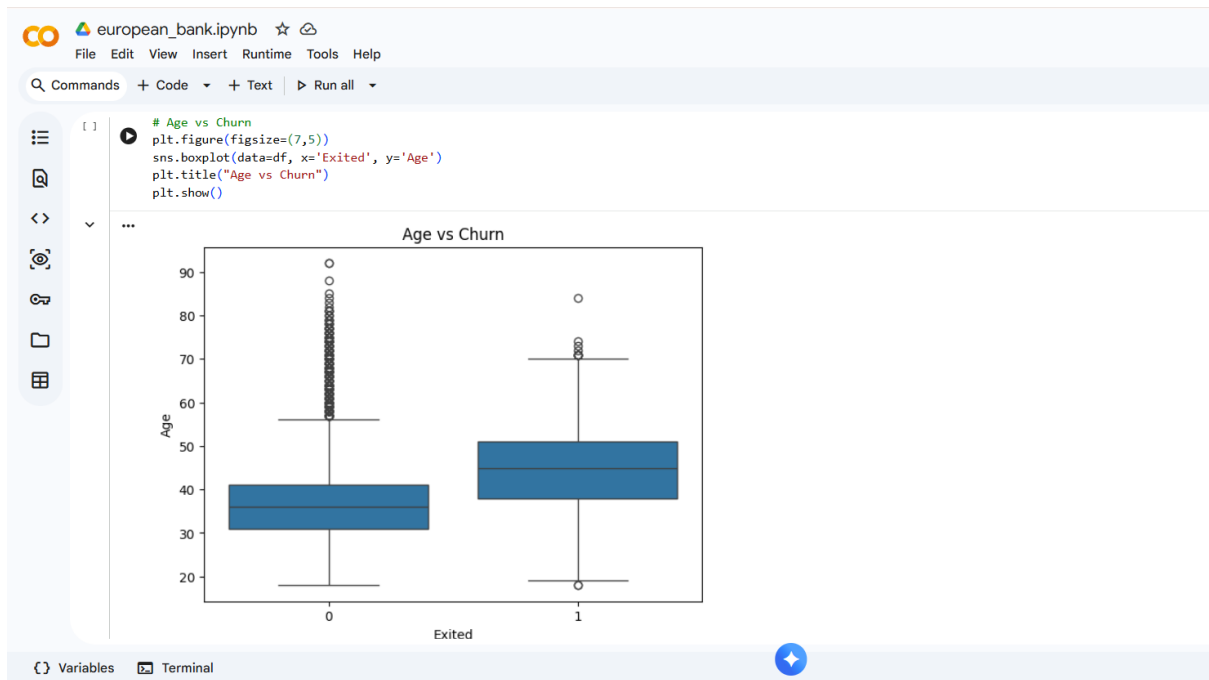 european_bank.ipynb
File Edit View Insert Runtime Tools Help
Commands + Code + Text Run all
[ ]
# Age vs Churn
plt.figure(figsize=(7,5))
sns.boxplot(data=df, x='Exited', y='Age')
plt.title("Age vs Churn")
plt.show()
Age vs Churn
90
80
70
60
50
40
30
20
Age
0 1
Exited
Variables Terminal